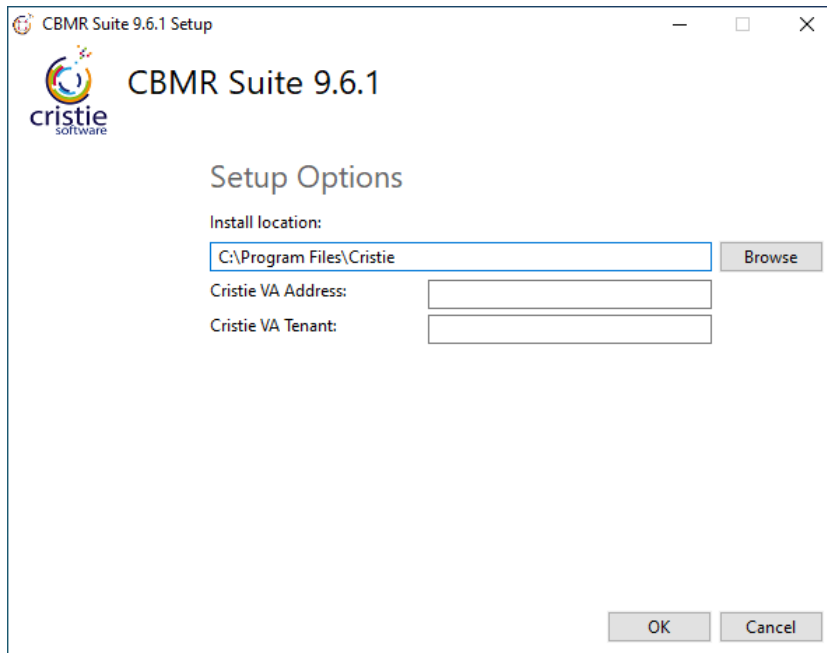 CBMR Suite 9.6.1 Setup
cristie
software
CBMR Suite 9.6.1
Setup Options
Install location:
C:\Program Files\Cristie
Browse
Cristie VA Address:
Cristie VA Tenant:
OK
Cancel